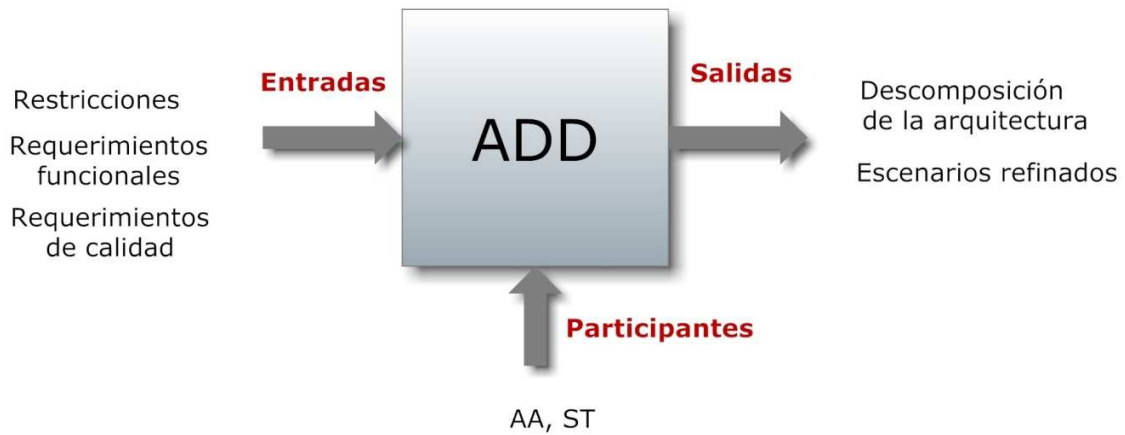 Entradas
Restricciones
Requerimientos
funcionales
Requerimientos
de calidad
ADD
Salidas
Descomposición
de la arquitectura
Escenarios refinados
Participantes
AA, ST